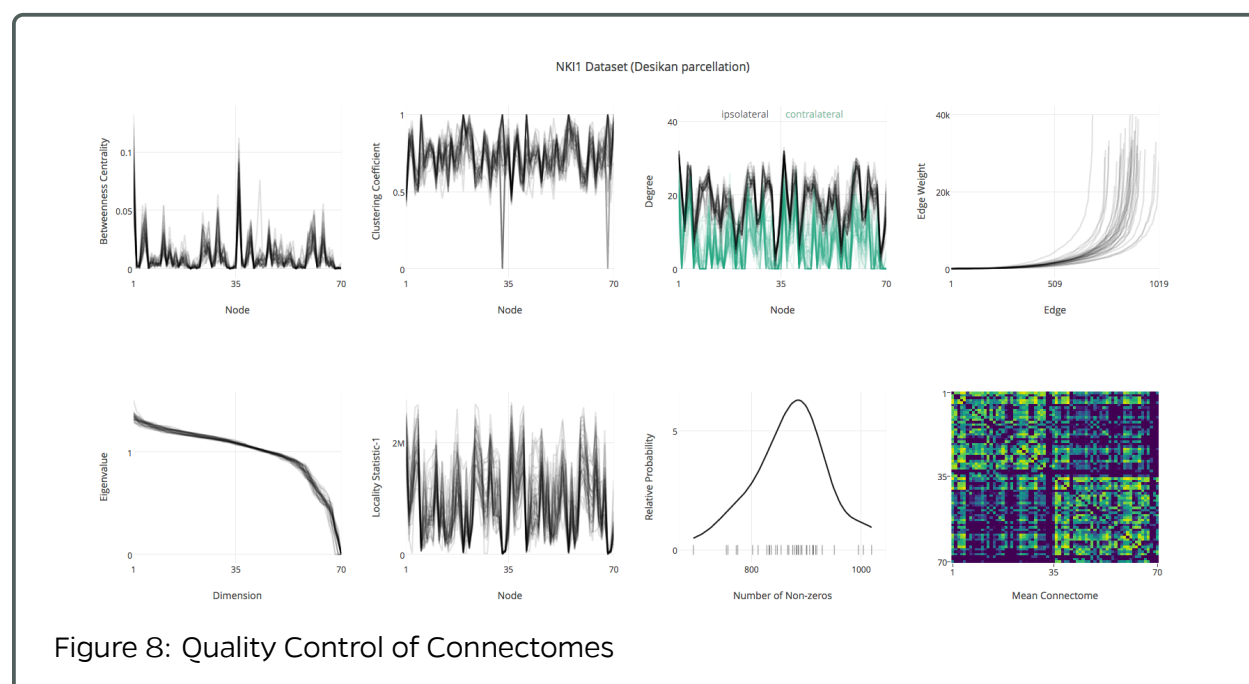 NKI1 Dataset (Desikan parcellation)
Betweenness Centrality
0.1
0.05
0
1 35 70
Node
Clustering Coefficient
1
0.5
0
1 35 70
Node
ipsolateral contralateral
Degree
40
20
0
1 35 70
Node
Edge Weight
40k
20k
0
1 509 1019
Edge
Eigenvalue
1
0
1 35 70
Dimension
Locality Statistic-1
2M
0
1 35 70
Node
Relative Probability
5
0
800 1000
Number of Non-zeros
1
35
70
1 35 70
Mean Connectome
Figure 8: Quality Control of Connectomes